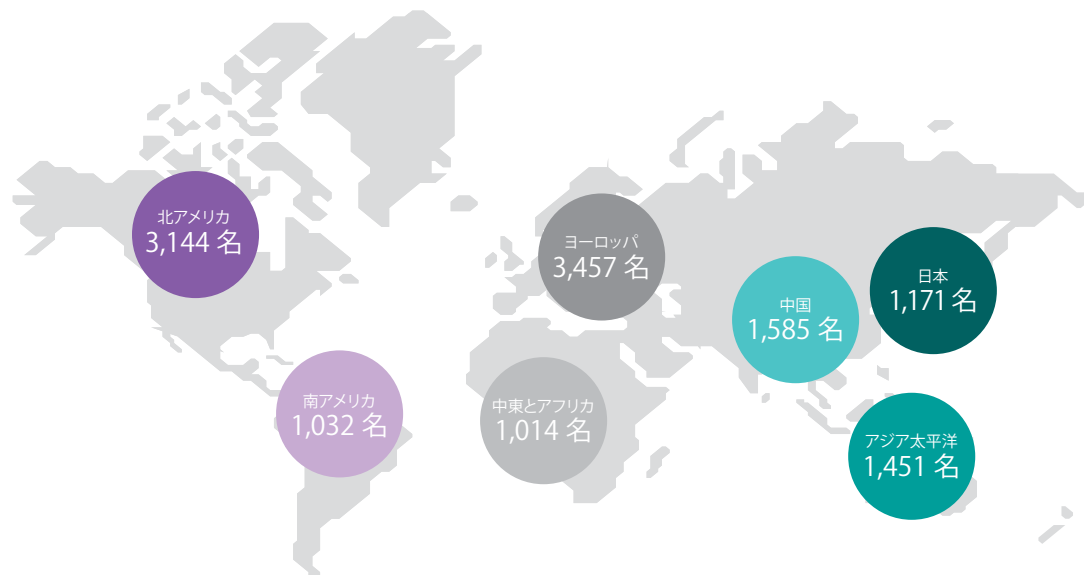 北アメリカ
3,144 名
ヨーロッパ
3,457 名
日本
1,171 名
中国
1,585 名
南アメリカ
1,032 名
中東とアフリカ
1,014 名
アジア太平洋
1,451 名